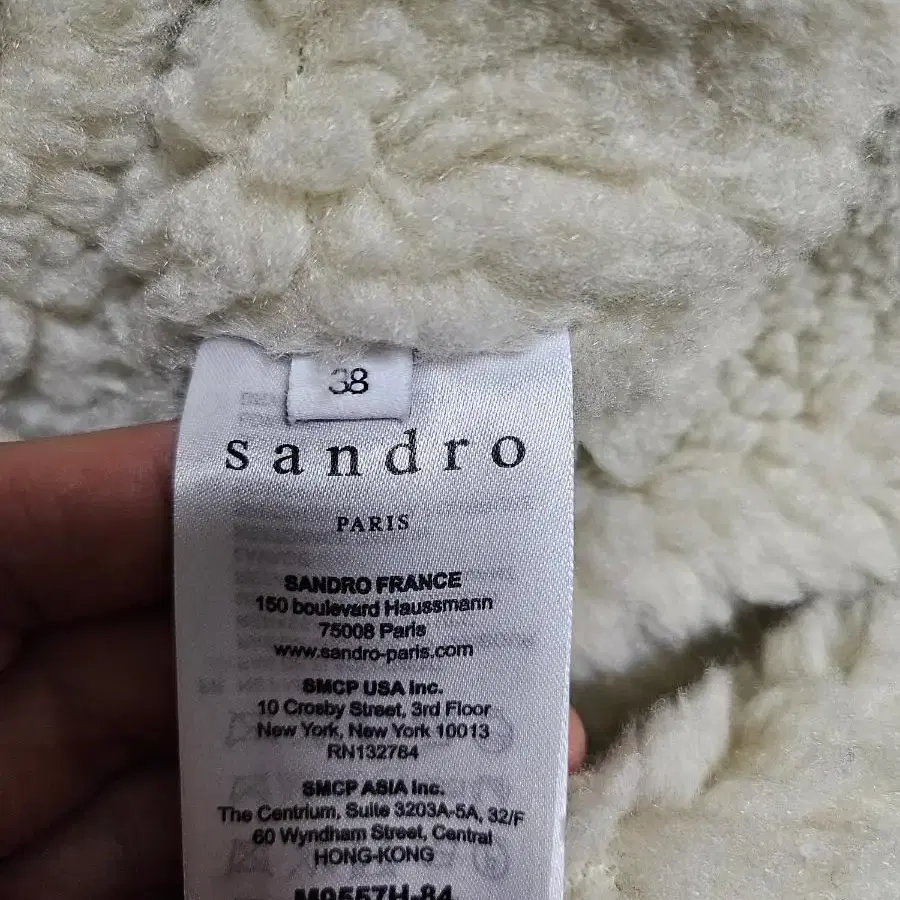 38
sandro
PARIS
SANDRO FRANCE
150 boulevard Haussmann
75008 Paris
www.sandro-paris.com
SMCP USA Inc.
10 Crosby Street, 3rd Floor
New York, New York 10013
RN132784
SMCP ASIA Inc.
The Centrium, Suite 3203A-5A, 32/F
60 Wyndham Street, Central
HONG-KONG
M9557H-84